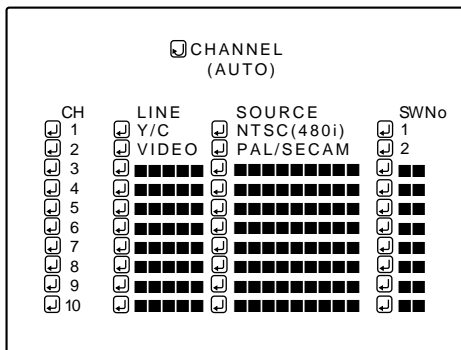 CHANNEL
(AUTO)
CH LINE SOURCE SWNo
1 Y/C NTSC(480i) 1
2 VIDEO PAL/SECAM 2
3
4
5
6
7
8
9
10